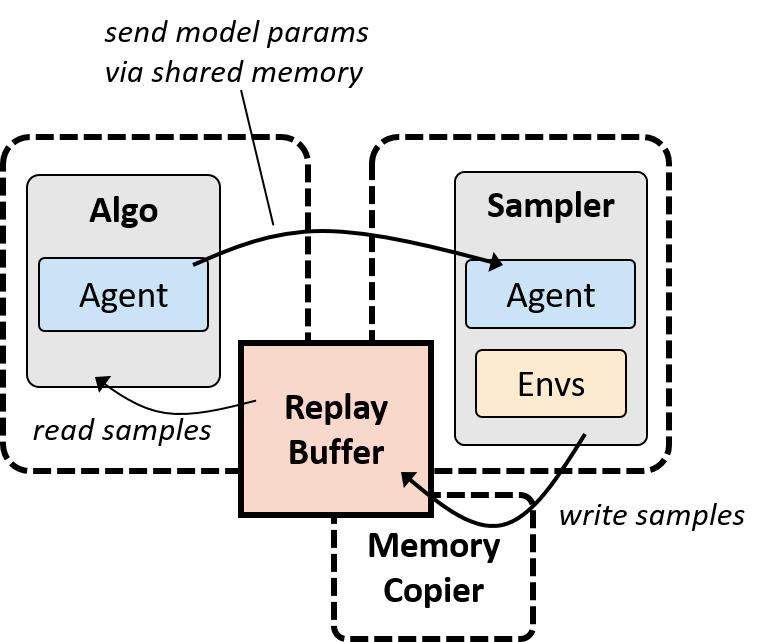 send model params
via shared memory
Algo
Agent
Sampler
Agent
Envs
Replay
Buffer
read samples
write samples
Memory
Copier